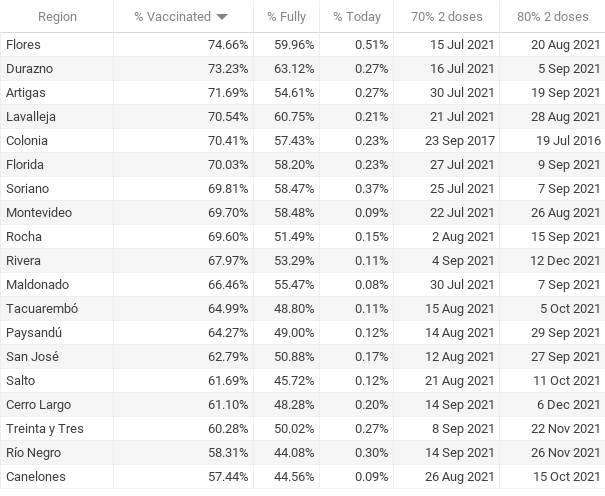 Region % Vaccinated % Fully % Today 70% 2 doses 80% 2 doses
Flores 74.66% 59.96% 0.51% 15 Jul 2021 20 Aug 2021
Durazno 73.23% 63.12% 0.27% 16 Jul 2021 5 Sep 2021
Artigas 71.69% 54.61% 0.27% 30 Jul 2021 19 Sep 2021
Lavalleja 70.54% 60.75% 0.21% 21 Jul 2021 28 Aug 2021
Colonia 70.41% 57.43% 0.23% 23 Sep 2017 19 Jul 2016
Florida 70.03% 58.20% 0.23% 27 Jul 2021 9 Sep 2021
Soriano 69.81% 58.47% 0.37% 25 Jul 2021 7 Sep 2021
Montevideo 69.70% 58.48% 0.09% 22 Jul 2021 26 Aug 2021
Rocha 69.60% 51.49% 0.15% 2 Aug 2021 15 Sep 2021
Rivera 67.97% 53.29% 0.11% 4 Sep 2021 12 Dec 2021
Maldonado 66.46% 55.47% 0.08% 30 Jul 2021 7 Sep 2021
Tacuarembó 64.99% 48.80% 0.11% 15 Aug 2021 5 Oct 2021
Paysandú 64.27% 49.00% 0.12% 14 Aug 2021 29 Sep 2021
San José 62.79% 50.88% 0.17% 12 Aug 2021 27 Sep 2021
Salto 61.69% 45.72% 0.12% 21 Aug 2021 11 Oct 2021
Cerro Largo 61.10% 48.28% 0.20% 14 Sep 2021 6 Dec 2021
Treinta y Tres 60.28% 50.02% 0.27% 8 Sep 2021 22 Nov 2021
Río Negro 58.31% 44.08% 0.30% 14 Sep 2021 26 Nov 2021
Canelones 57.44% 44.56% 0.09% 26 Aug 2021 15 Oct 2021